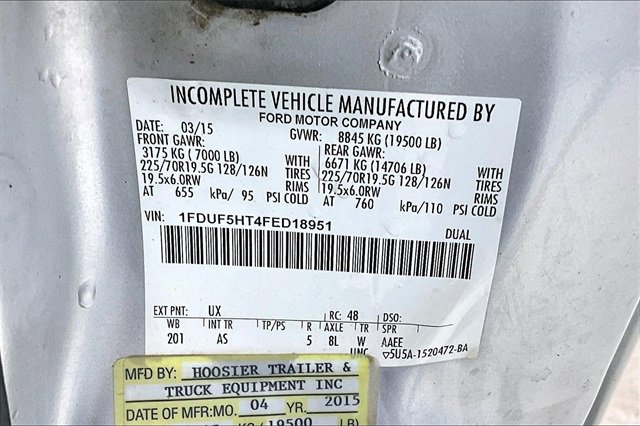 INCOMPLETE VEHICLE MANUFACTURED BY
FORD MOTOR COMPANY
DATE: 03/15 GVWR: 8845 KG (19500 LB)
FRONT GAWR: REAR GAWR:
3175 KG ( 7000 LB) WITH 6671 KG (14706 LB) WITH
225/70R19.5G 128/126N TIRES 225/70R19.5G 128/126N TIRES
19.5x6.0RW RIMS 19.5x6.0RW RIMS
AT 655 kPa/ 95 PSI COLD AT 760 kPa/110 PSI COLD
VIN: 1FDUF5HT4FED18951 DUAL
EXT PNT: UX RC: 48 DSO:
WB INT TR TP/PS R AXLE TR SPR
201 AS 5 8L W AAEE
UNC 5U5A-1520472-BA
MFD BY: HOOSIER TRAILER &
TRUCK EQUIPMENT INC
DATE OF MFR: MO. 04 YR. 2015
KG (19500 LB)